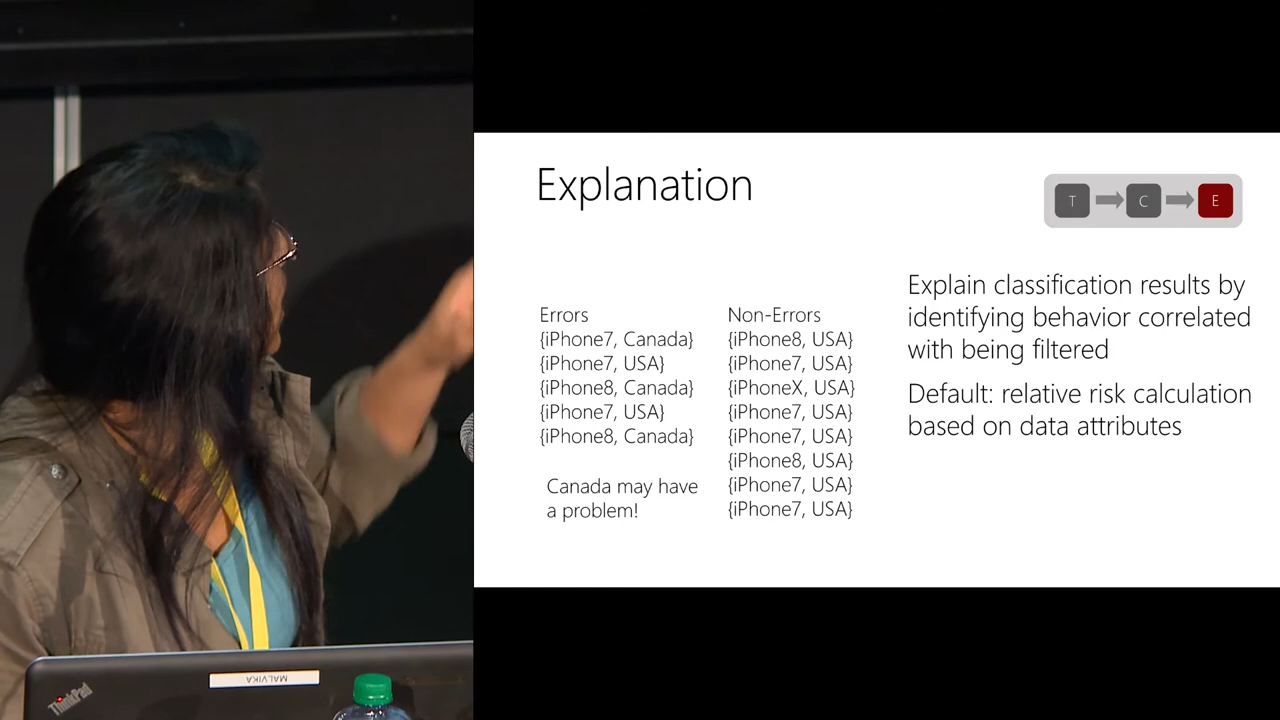 Explanation
T
C
E
Errors
{iPhone7, Canada}
{iPhone7, USA}
{iPhone8, Canada}
{iPhone7, USA}
{iPhone8, Canada}
Canada may have
a problem!
Non-Errors
{iPhone8, USA}
{iPhone7, USA}
{iPhoneX, USA}
{iPhone7, USA}
{iPhone7, USA}
{iPhone8, USA}
{iPhone7, USA}
{iPhone7, USA}
Explain classification results by
identifying behavior correlated
with being filtered
Default: relative risk calculation
based on data attributes
ThinkPad
MALVIKA